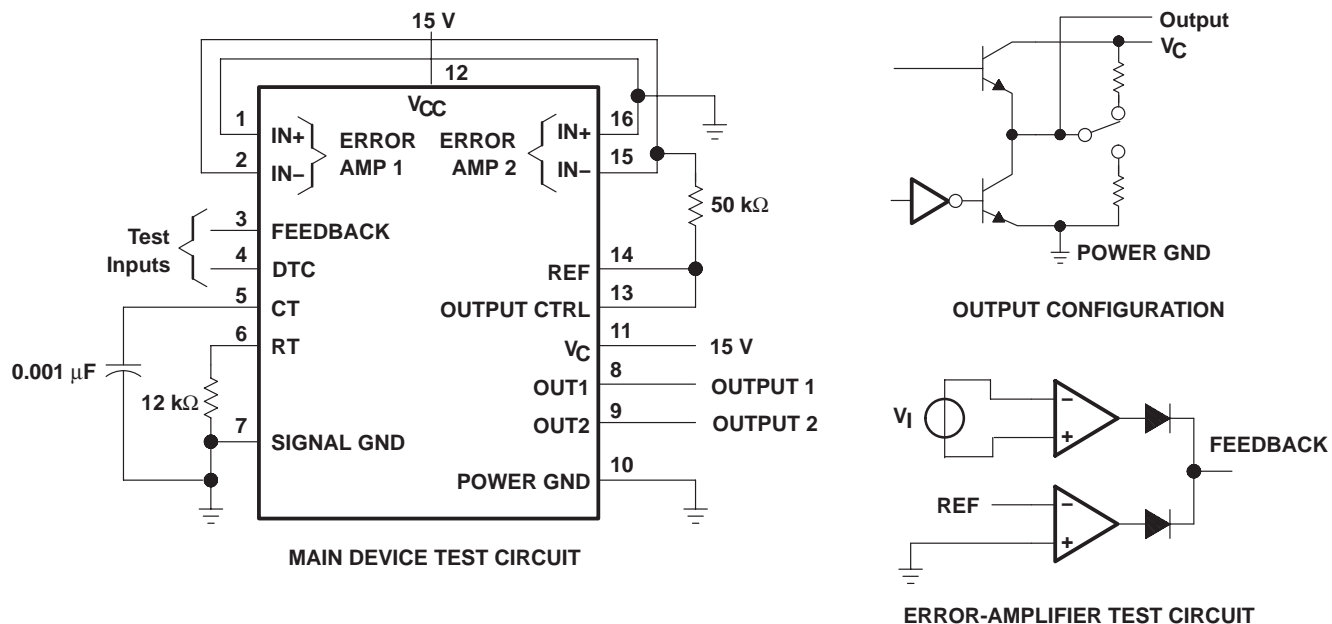 15 V
12
VCC
1
IN+
2
IN−
ERROR
AMP 1
ERROR
AMP 2
16
IN+
15
IN−
50 kΩ
Test
Inputs
3
FEEDBACK
4
DTC
5
CT
6
RT
0.001 μF
12 kΩ
7
SIGNAL GND
14
REF
13
OUTPUT CTRL
11
VC
15 V
8
OUT1
OUTPUT 1
9
OUT2
OUTPUT 2
10
POWER GND
MAIN DEVICE TEST CIRCUIT
Output
VC
POWER GND
OUTPUT CONFIGURATION
VI
−
+
FEEDBACK
REF
−
+
ERROR-AMPLIFIER TEST CIRCUIT